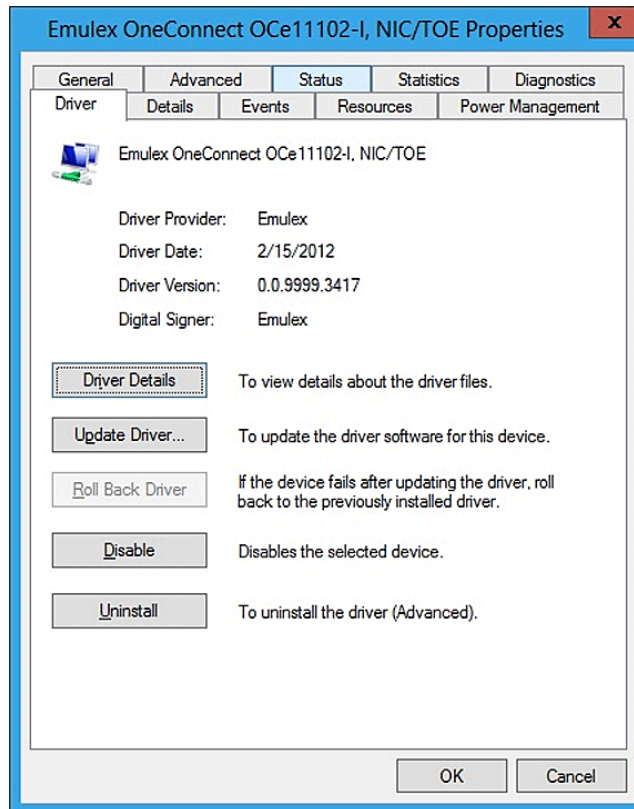 Emulex OneConnect OCe11102-I, NIC/TOE Properties
x
General Advanced Status Statistics Diagnostics
Driver Details Events Resources Power Management
Emulex OneConnect OCe11102-I, NIC/TOE
Driver Provider: Emulex
Driver Date: 2/15/2012
Driver Version: 0.0.9999.3417
Digital Signer: Emulex
Driver Details To view details about the driver files.
Update Driver... To update the driver software for this device.
Roll Back Driver If the device fails after updating the driver, roll
back to the previously installed driver.
Disable Disables the selected device.
Uninstall To uninstall the driver (Advanced).
OK Cancel